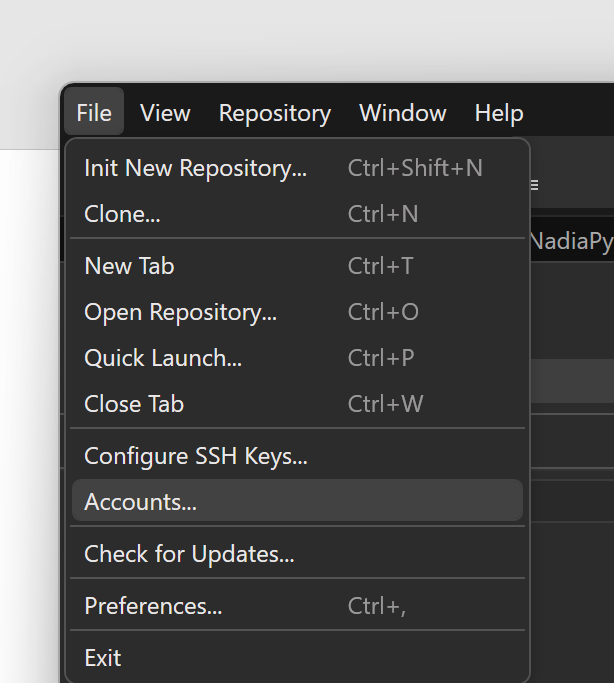 File View Repository Window Help
Init New Repository... Ctrl+Shift+N
Clone... Ctrl+N
NadiaPy
New Tab Ctrl+T
Open Repository... Ctrl+O
Quick Launch... Ctrl+P
Close Tab Ctrl+W
Configure SSH Keys...
Accounts...
Check for Updates...
Preferences... Ctrl+,
Exit